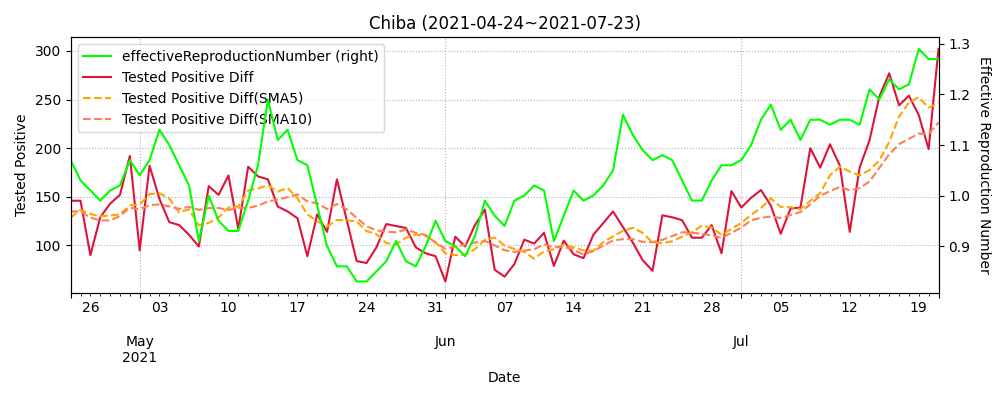 Chiba (2021-04-24~2021-07-23)
effectiveReproductionNumber (right)
Tested Positive Diff
Tested Positive Diff(SMA5)
Tested Positive Diff(SMA10)
Tested Positive
300
250
200
150
100
1.3
1.2
1.1
1.0
0.9
Effective Reproduction Number
26 03 10 17 24 31 07 14 21 28 05 12 19
May Jun Jul
2021
Date